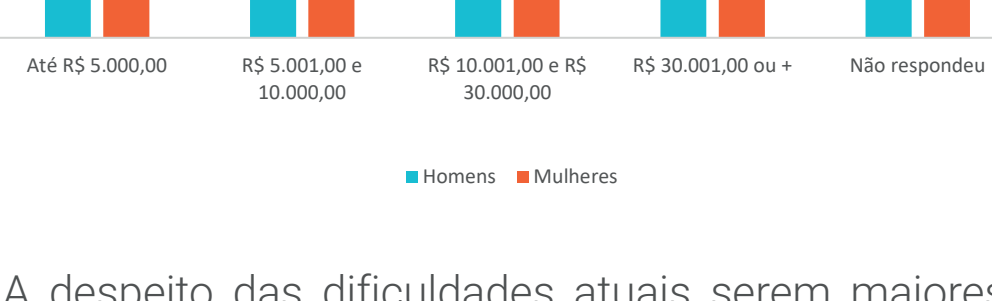 Até R$ 5.000,00
R$ 5.001,00 e
10.000,00
R$ 10.001,00 e R$
30.000,00
R$ 30.001,00 ou +
Não respondeu
Homens
Mulheres
A despeito das dificuldades atuais serem maiores